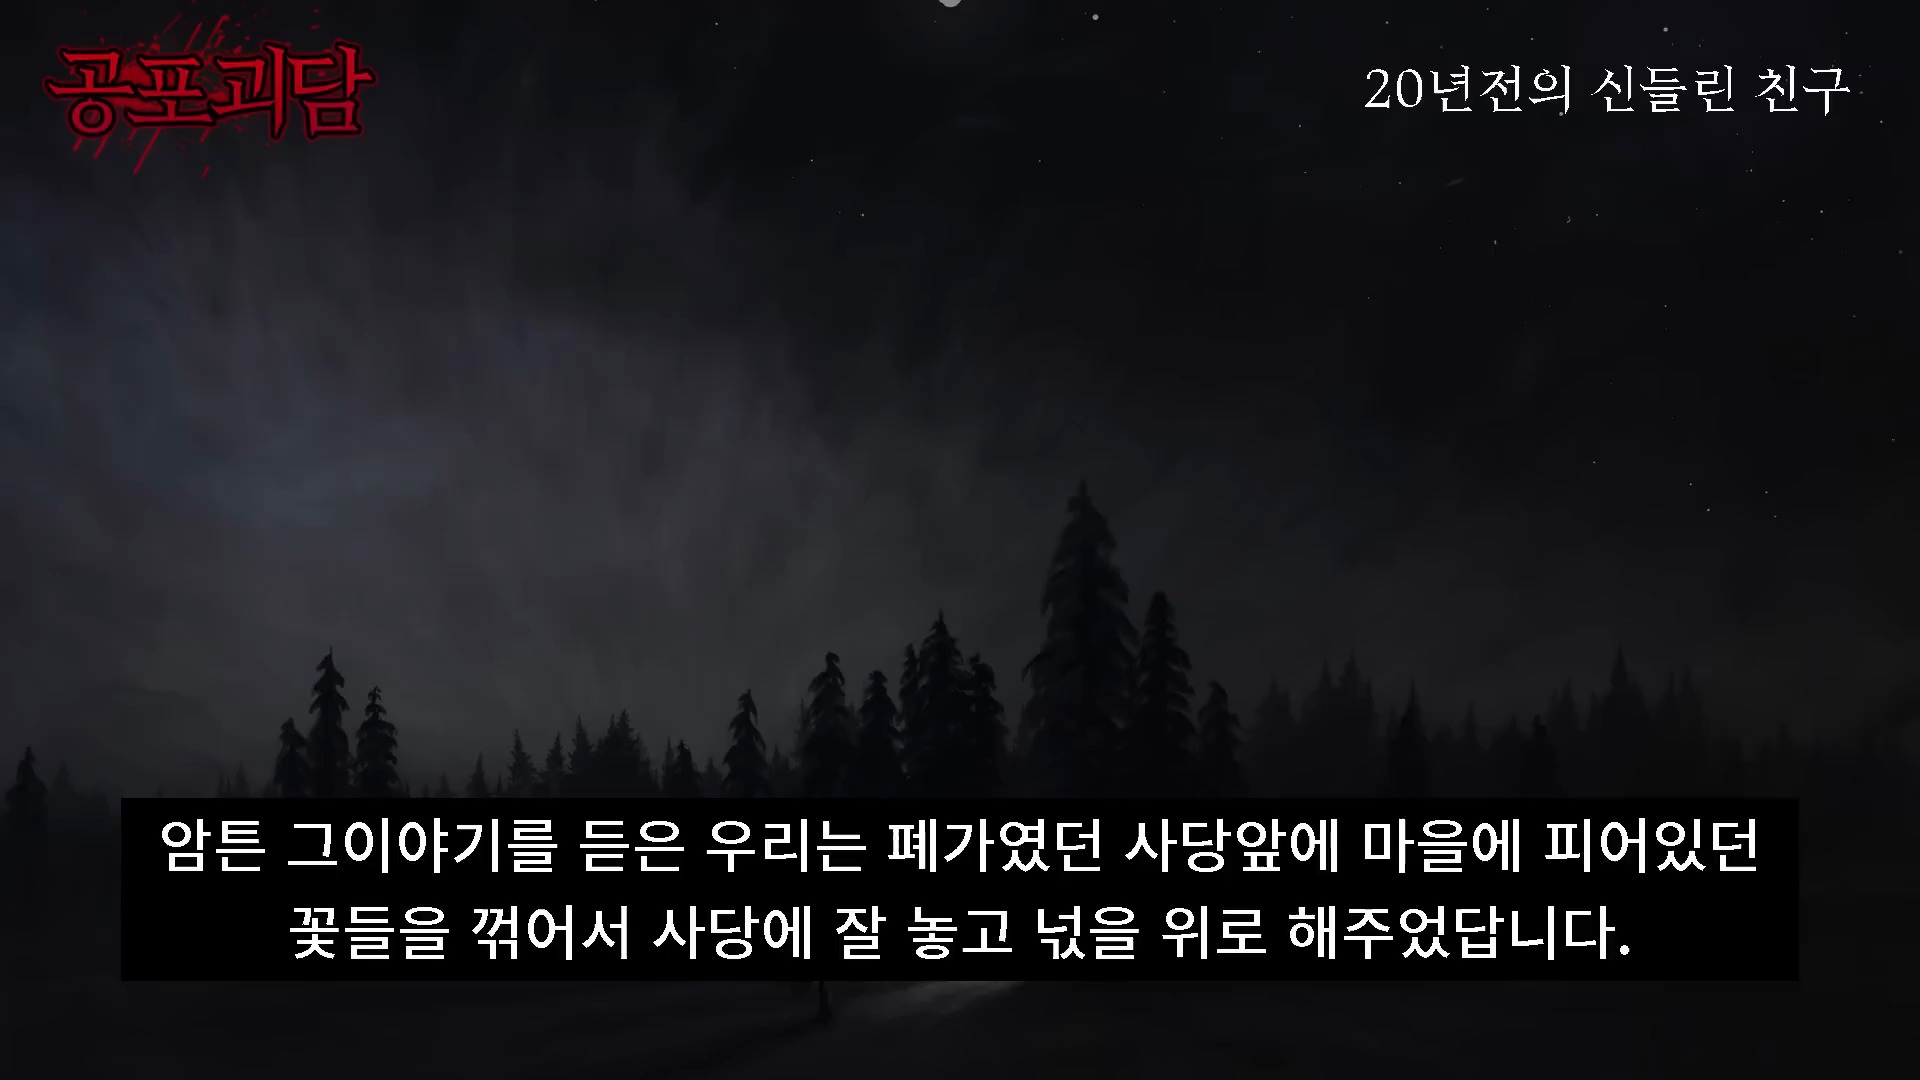 공포괴담
20년전의 신들린 친구
암튼 그이야기를 듣은 우리는 폐가였던 사당앞에 마을에 피어있던
꽃들을 꺾어서 사당에 잘 놓고 넋을 위로 해주었답니다.